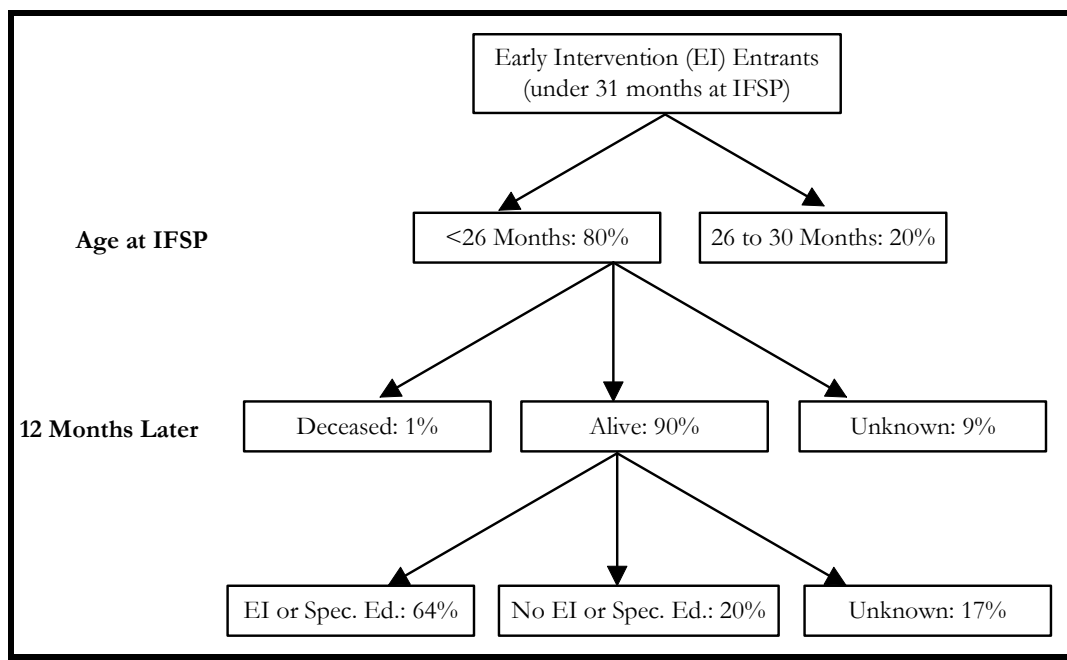 Early Intervention (EI) Entrants
(under 31 months at IFSP)
Age at IFSP
<26 Months: 80%
26 to 30 Months: 20%
12 Months Later
Deceased: 1%
Alive: 90%
Unknown: 9%
EI or Spec. Ed.: 64%
No EI or Spec. Ed.: 20%
Unknown: 17%